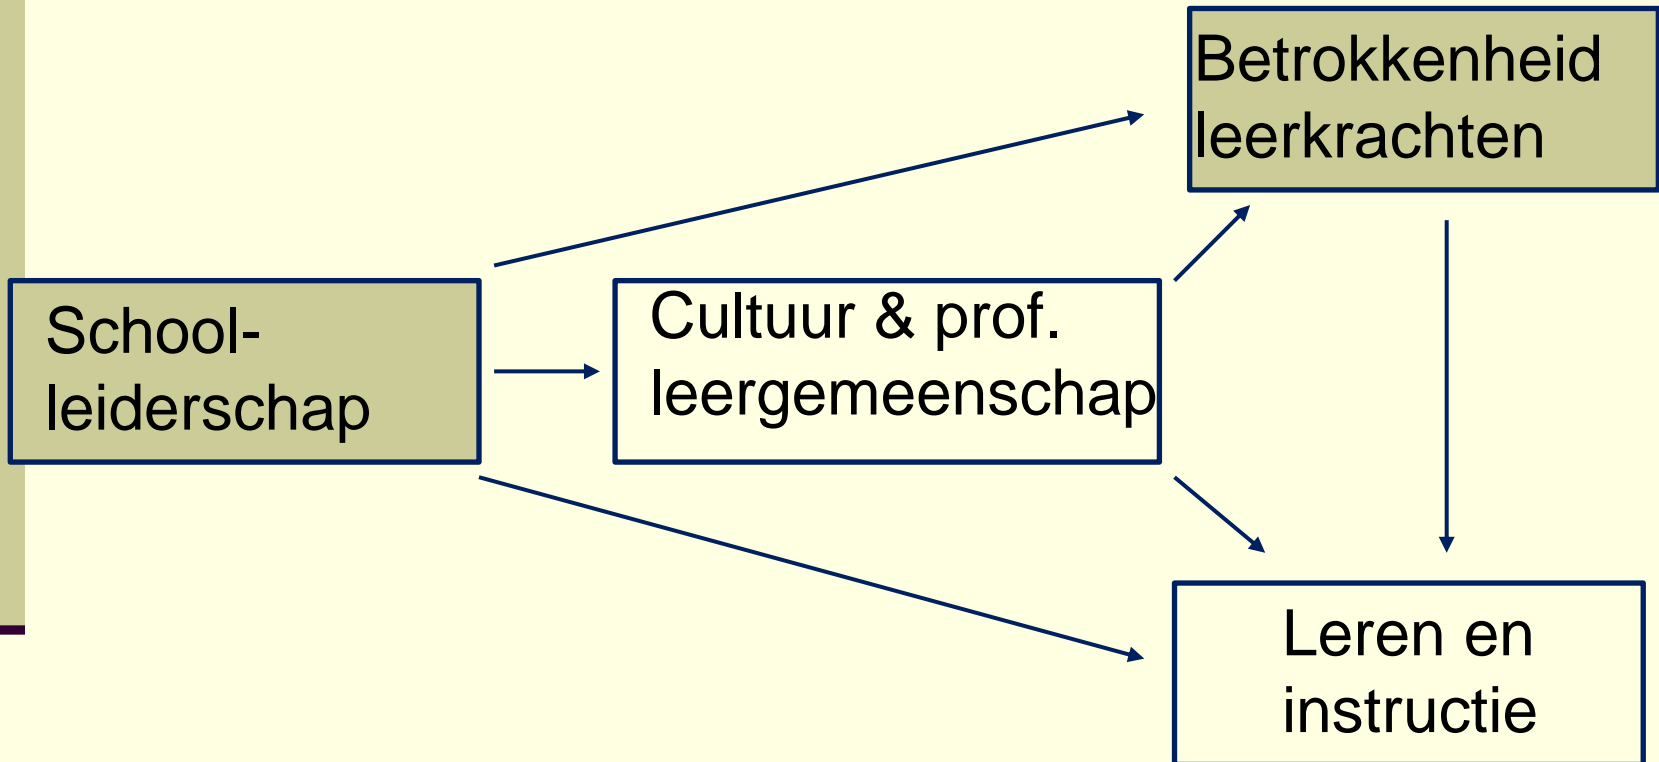 Betrokkenheid
leerkrachten
School-
leiderschap
Cultuur & prof.
leergemeenschap
Leren en
instructie